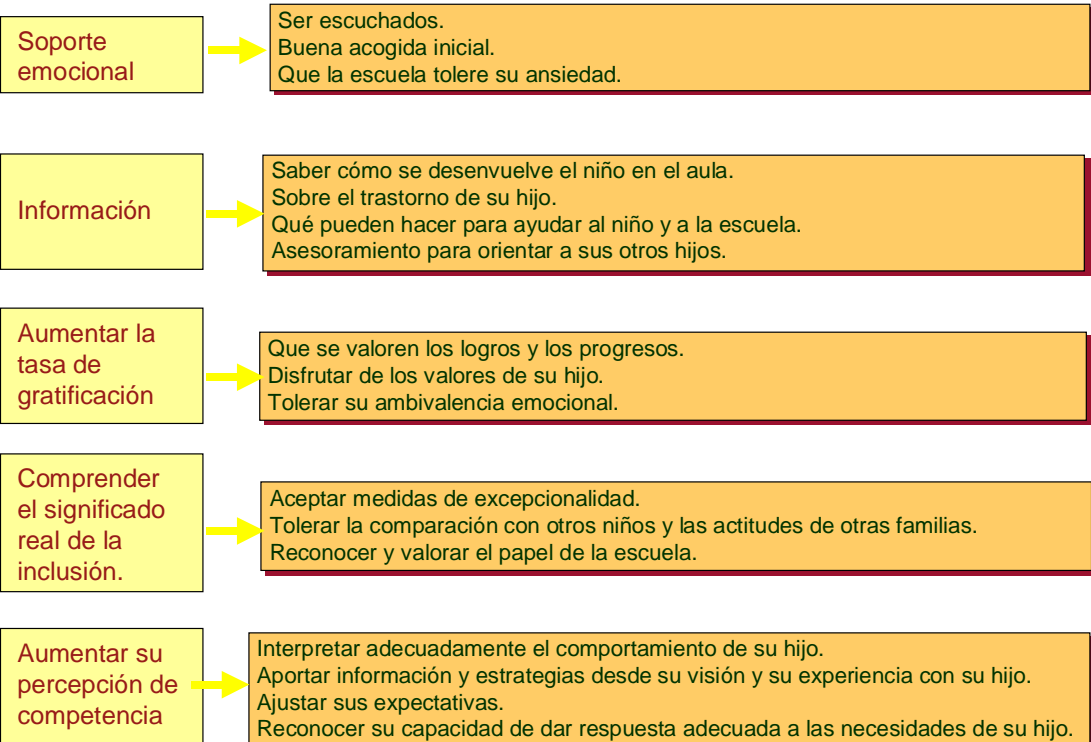 Soporte
emocional
Ser escuchados.
Buena acogida inicial.
Que la escuela tolere su ansiedad.
Información
Saber cómo se desenvuelve el niño en el aula.
Sobre el trastorno de su hijo.
Qué pueden hacer para ayudar al niño y a la escuela.
Asesoramiento para orientar a sus otros hijos.
Aumentar la
tasa de
gratificación
Que se valoren los logros y los progresos.
Disfrutar de los valores de su hijo.
Tolerar su ambivalencia emocional.
Comprender
el significado
real de la
inclusión.
Aceptar medidas de excepcionalidad.
Tolerar la comparación con otros niños y las actitudes de otras familias.
Reconocer y valorar el papel de la escuela.
Aumentar su
percepción de
competencia
Interpretar adecuadamente el comportamiento de su hijo.
Aportar información y estrategias desde su visión y su experiencia con su hijo.
Ajustar sus expectativas.
Reconocer su capacidad de dar respuesta adecuada a las necesidades de su hijo.